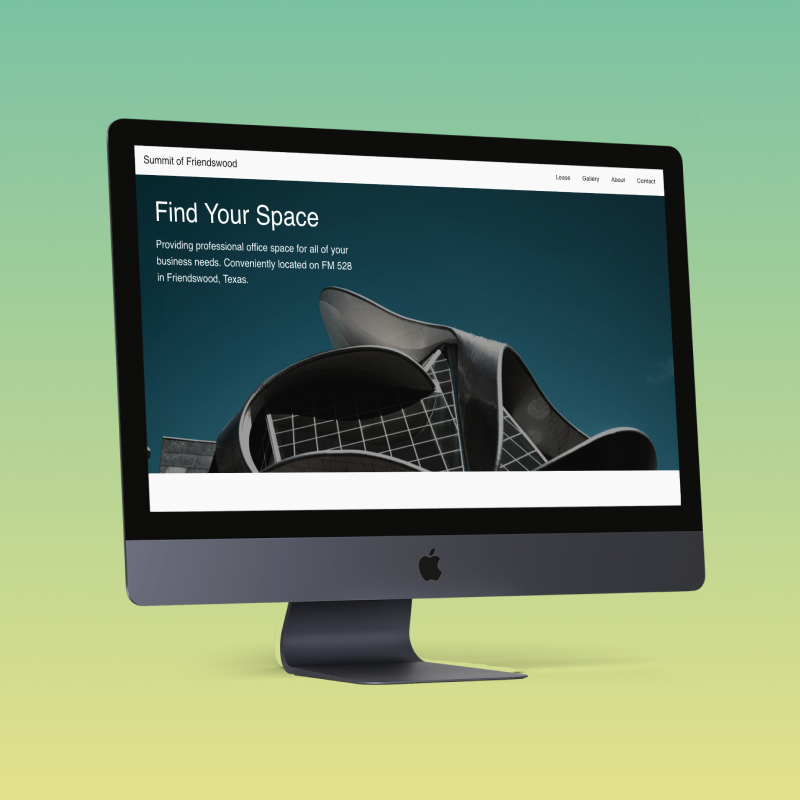 Summit of Friendswood
Lease Gallery About Contact
Find Your Space
Providing professional office space for all of your
business needs. Conveniently located on FM 528
in Friendswood, Texas.